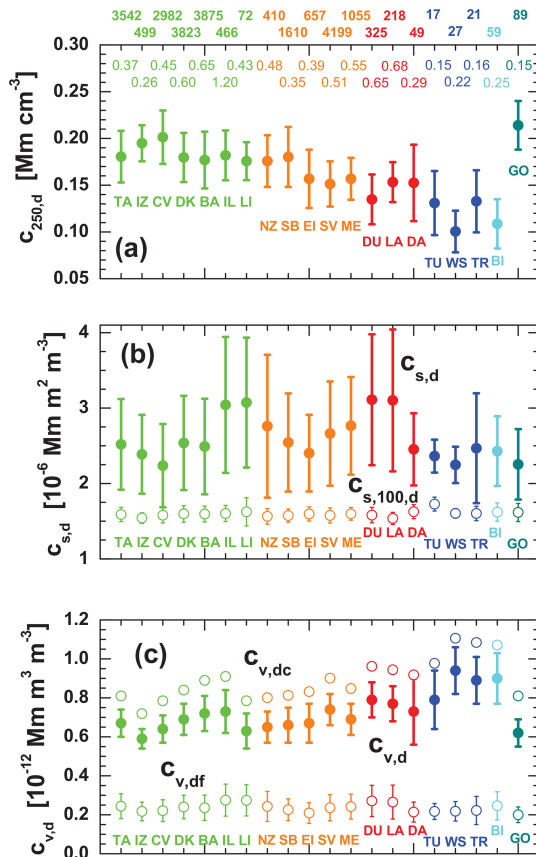 3542 2982 3875 72 410 657 1055 218 17 21 89
499 3823 466 1610 4199 325 49 27 59
0.30
0.37 0.45 0.65 0.43 0.48 0.39 0.55 0.68 0.15 0.16 0.15
0.26 0.60 1.20 0.35 0.51 0.65 0.29 0.22 0.25
0.25
0.20
0.15
0.10
0.05
c250,d [Mm cm-3]
GO
TA IZ CV DK BA IL LI
NZ SB EI SV ME
DU LA DA
TU WS TR BI
(a)
4
3
2
1
cs,d [10-6 Mm m2 m-3]
(b)
cs,d
cs,100,d
TA IZ CV DK BA IL LI NZ SB EI SV ME DU LA DA TU WS TR BI GO
1.2
1.0
0.8
0.6
0.4
0.2
0.0
cv,d [10-12 Mm m3 m-3]
(c)
cv,dc
cv,d
cv,df
TA IZ CV DK BA IL LI NZ SB EI SV ME DU LA DA TU WS TR BI GO